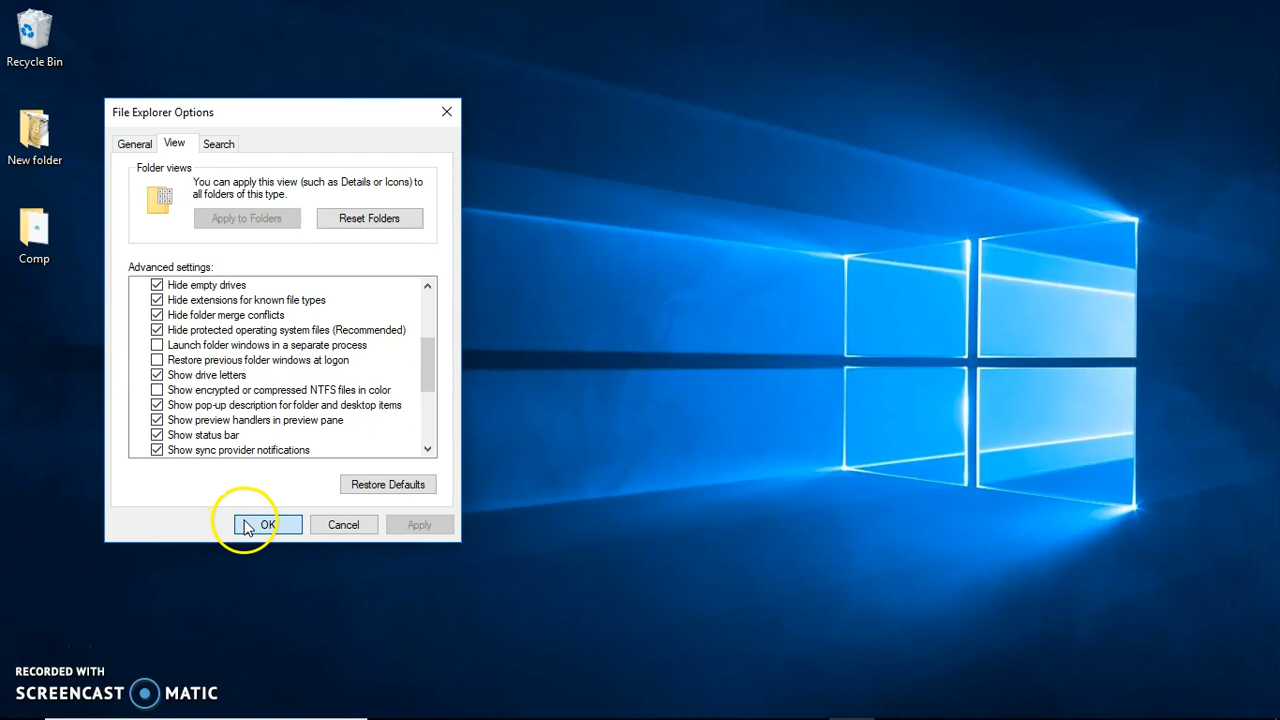 Recycle Bin
New folder
Comp
File Explorer Options
General View Search
Folder views
You can apply this view (such as Details or Icons) to
all folders of this type.
Apply to Folders Reset Folders
Advanced settings:
Hide empty drives
Hide extensions for known file types
Hide folder merge conflicts
Hide protected operating system files (Recommended)
Launch folder windows in a separate process
Restore previous folder windows at logon
Show drive letters
Show encrypted or compressed NTFS files in color
Show pop-up description for folder and desktop items
Show preview handlers in preview pane
Show status bar
Show sync provider notifications
Restore Defaults
OK Cancel Apply
RECORDED WITH
SCREENCAST MATIC